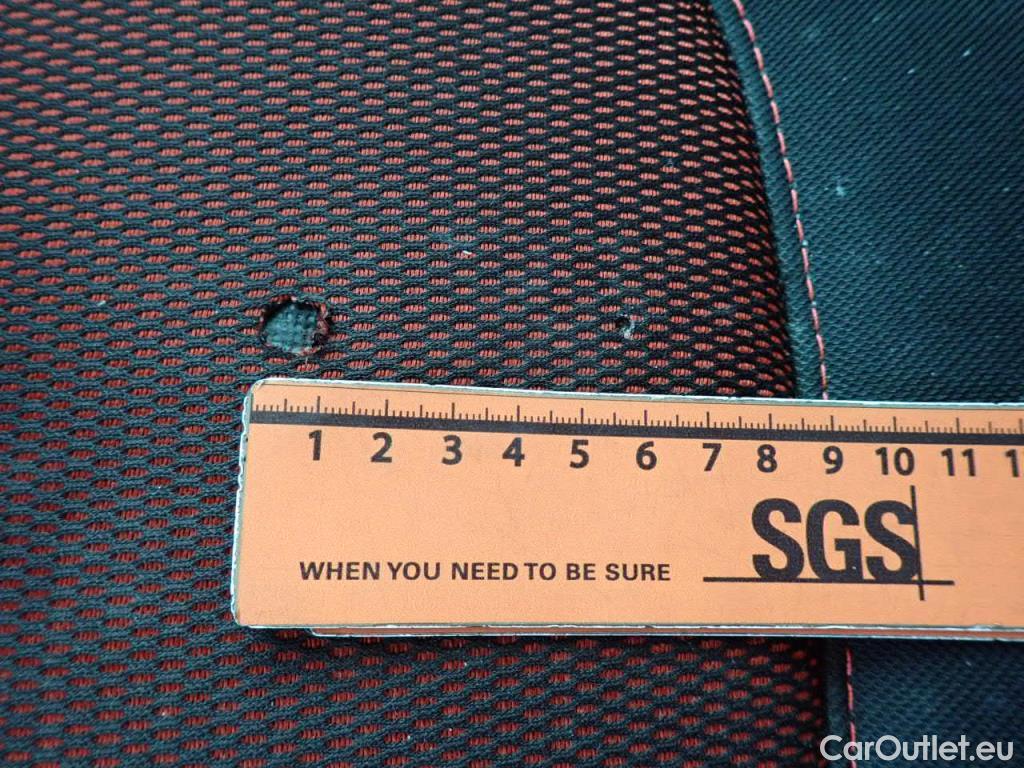 1 2 3 4 5 6 7 8 9 10 11 1
SGS
WHEN YOU NEED TO BE SURE
CarOutlet.eu